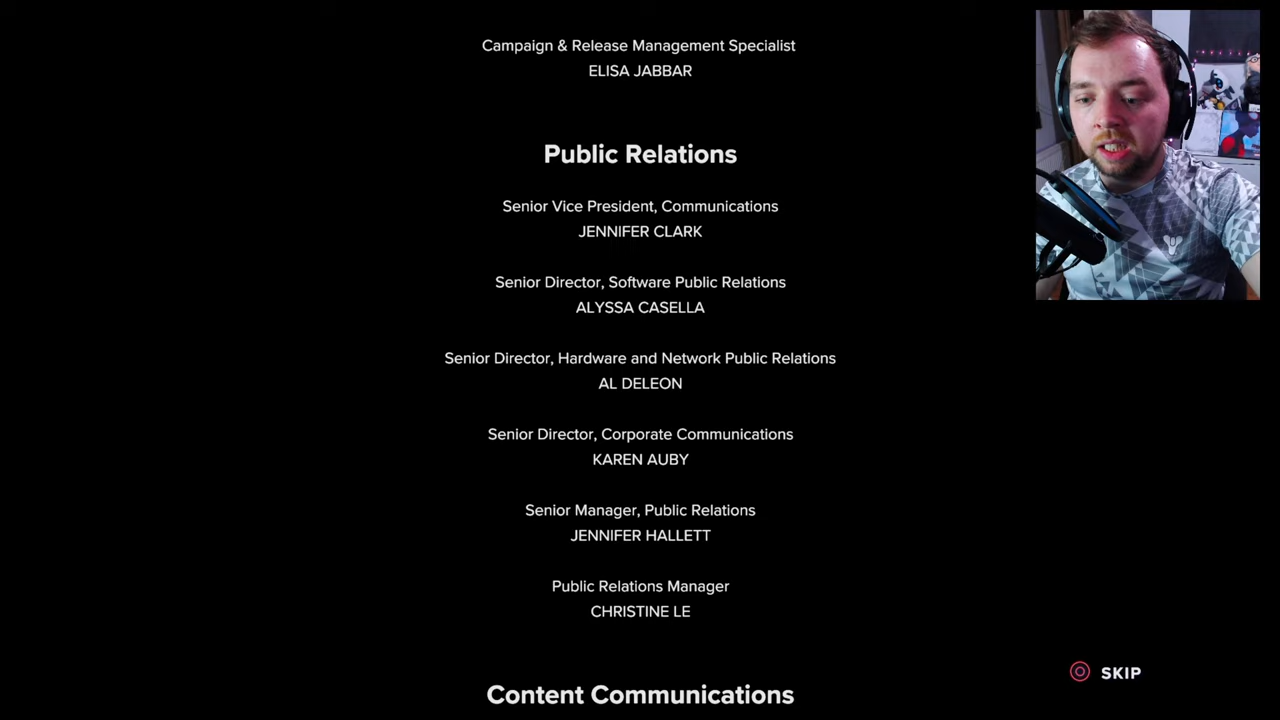 Campaign & Release Management Specialist
ELISA JABBAR
Public Relations
Senior Vice President, Communications
JENNIFER CLARK
Senior Director, Software Public Relations
ALYSSA CASELLA
Senior Director, Hardware and Network Public Relations
AL DELEON
Senior Director, Corporate Communications
KAREN AUBY
Senior Manager, Public Relations
JENNIFER HALLETT
Public Relations Manager
CHRISTINE LE
SKIP
Content Communications